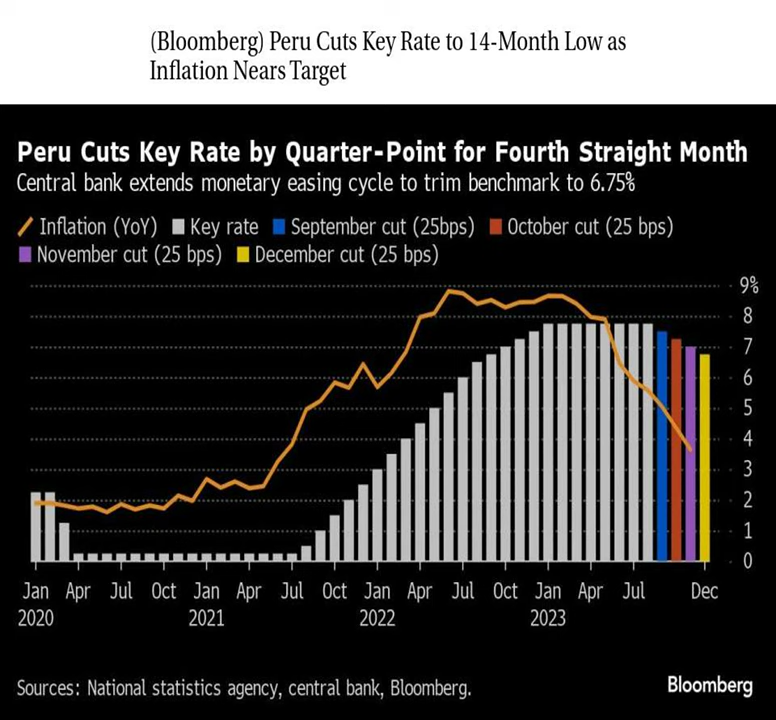 (Bloomberg) Peru Cuts Key Rate to 14-Month Low as
Inflation Nears Target
Peru Cuts Key Rate by Quarter-Point for Fourth Straight Month
Central bank extends monetary easing cycle to trim benchmark to 6.75%
Inflation (YoY) Key rate September cut (25bps) October cut (25 bps)
November cut (25 bps) December cut (25 bps)
9%
8
7
6
5
4
3
2
1
0
Jan Apr Jul Oct Jan Apr Jul Oct Jan Apr Jul Oct Jan Apr Jul Dec
2020 2021 2022 2023
Sources: National statistics agency, central bank, Bloomberg.
Bloomberg